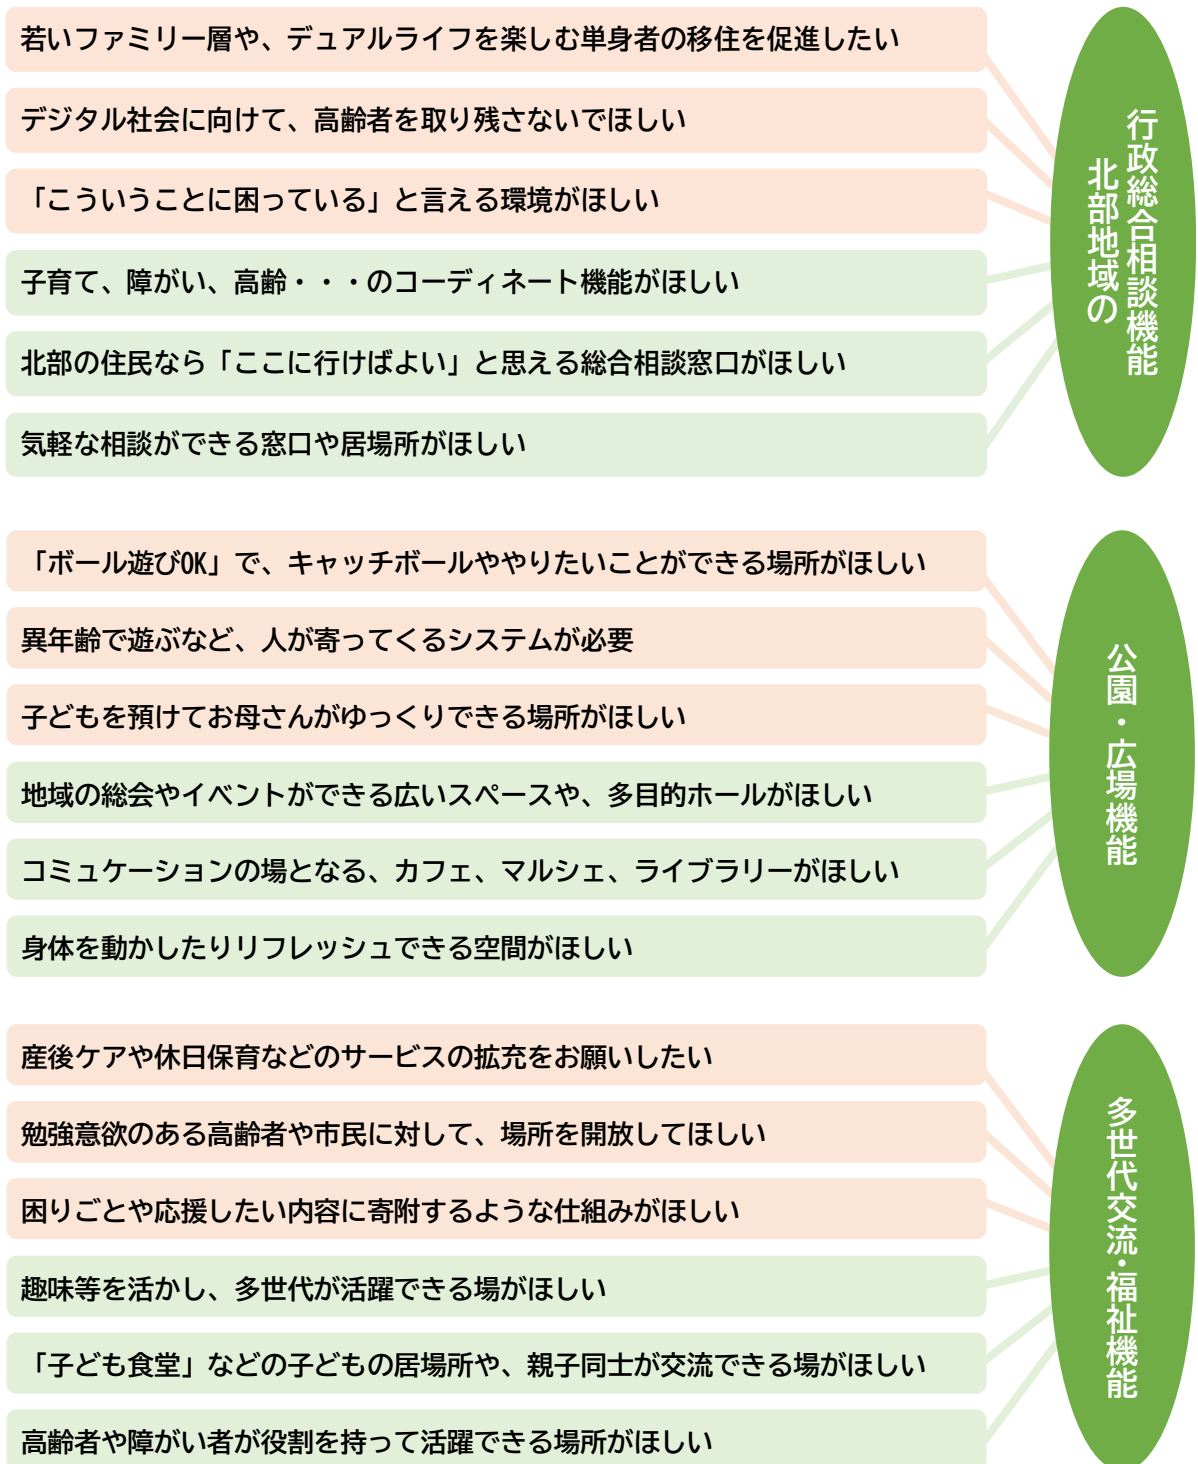 若いファミリー層や、デュアルライフを楽しむ単身者の移住を促進したい
デジタル社会に向けて、高齢者を取り残さないでほしい
「こういうことに困っている」と言える環境がほしい
子育て、障がい、高齢・・・のコーディネート機能がほしい
北部の住民なら「ここに行けばよい」と思える総合相談窓口がほしい
気軽な相談ができる窓口や居場所がほしい
行政総合相談機能
北部地域の
「ボール遊びOK」で、キャッチボールややりたいことができる場所がほしい
異年齢で遊ぶなど、人が寄ってくるシステムが必要
子どもを預けてお母さんがゆっくりできる場所がほしい
地域の総会やイベントができる広いスペースや、多目的ホールがほしい
コミュケーションの場となる、カフェ、マルシェ、ライブラリーがほしい
身体を動かしたりリフレッシュできる空間がほしい
公園・広場機能
産後ケアや休日保育などのサービスの拡充をお願いしたい
勉強意欲のある高齢者や市民に対して、場所を開放してほしい
困りごとや応援したい内容に寄附するような仕組みがほしい
趣味等を活かし、多世代が活躍できる場がほしい
「子ども食堂」などの子どもの居場所や、親子同士が交流できる場がほしい
高齢者や障がい者が役割を持って活躍できる場所がほしい
多世代交流・福祉機能